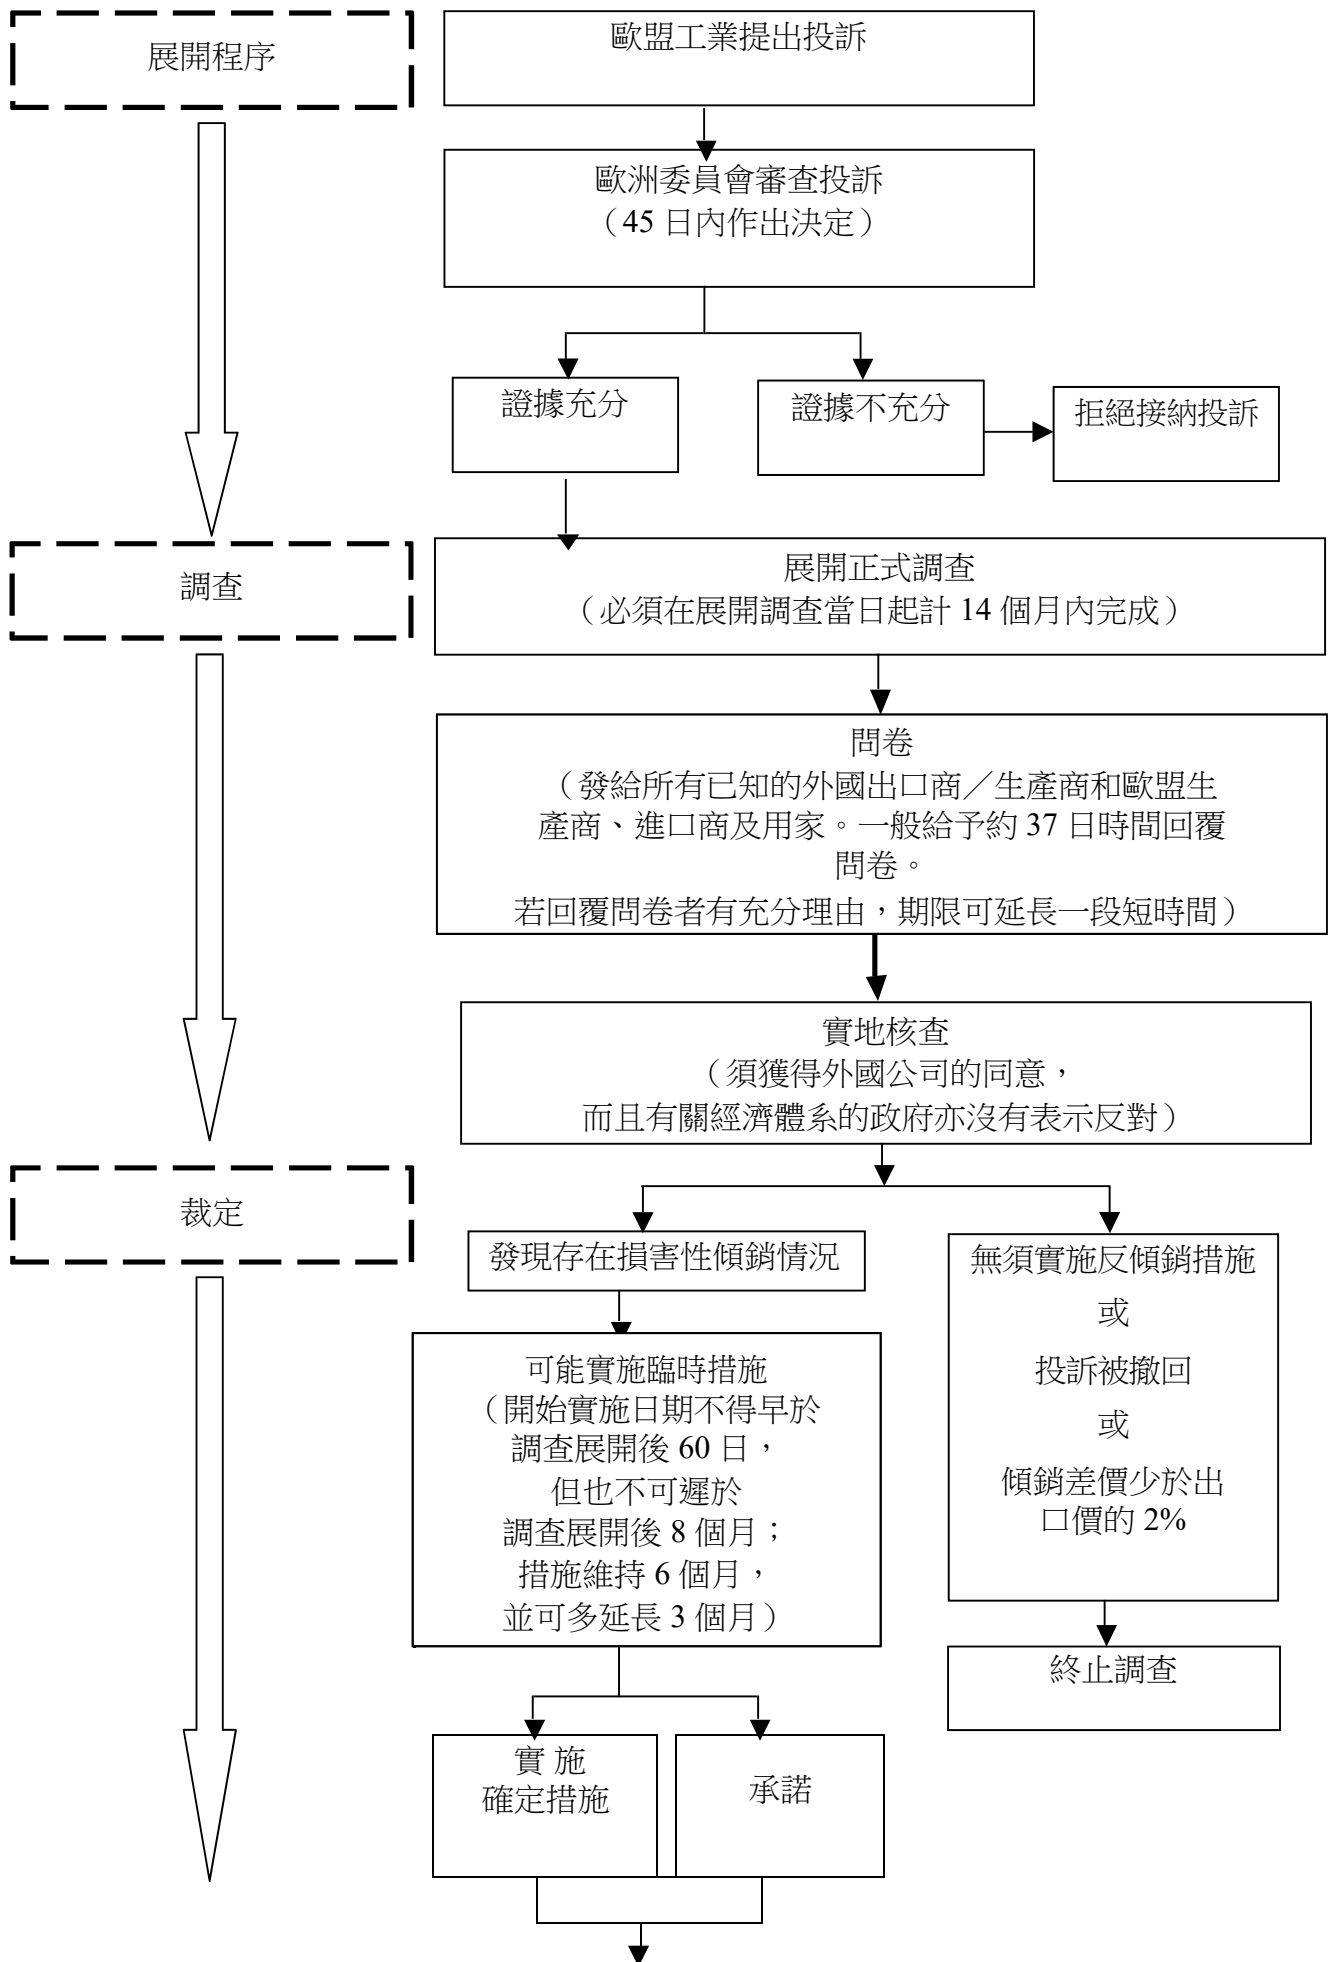 展開程序
歐盟工業提出投訴
歐洲委員會審查投訴
（45 日內作出決定）
證據充分
證據不充分
拒絕接納投訴
調查
展開正式調查
（必須在展開調查當日起計 14 個月內完成）
問卷
（發給所有已知的外國出口商／生產商和歐盟生
產商、進口商及用家。一般給予約 37 日時間回覆
問卷。
若回覆問卷者有充分理由，期限可延長一段短時間）
實地核查
（須獲得外國公司的同意，
而且有關經濟體系的政府亦沒有表示反對）
裁定
發現存在損害性傾銷情況
可能實施臨時措施
（開始實施日期不得早於
調查展開後 60 日，
但也不可遲於
調查展開後 8 個月；
措施維持 6 個月，
並可多延長 3 個月）
無須實施反傾銷措施
或
投訴被撤回
或
傾銷差價少於出
口價的 2%
終止調查
實 施
確定措施
承諾